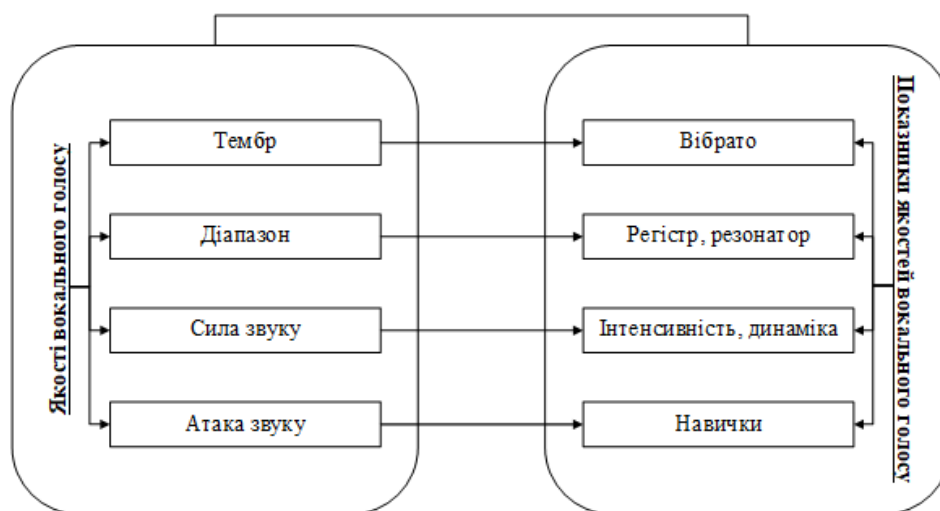 Якості вокального голосу
Тембр
Діапазон
Сила звуку
Атака звуку
Вібрато
Регістр, резонатор
Інтенсивність, динаміка
Навички
Показники якостей вокального голосу